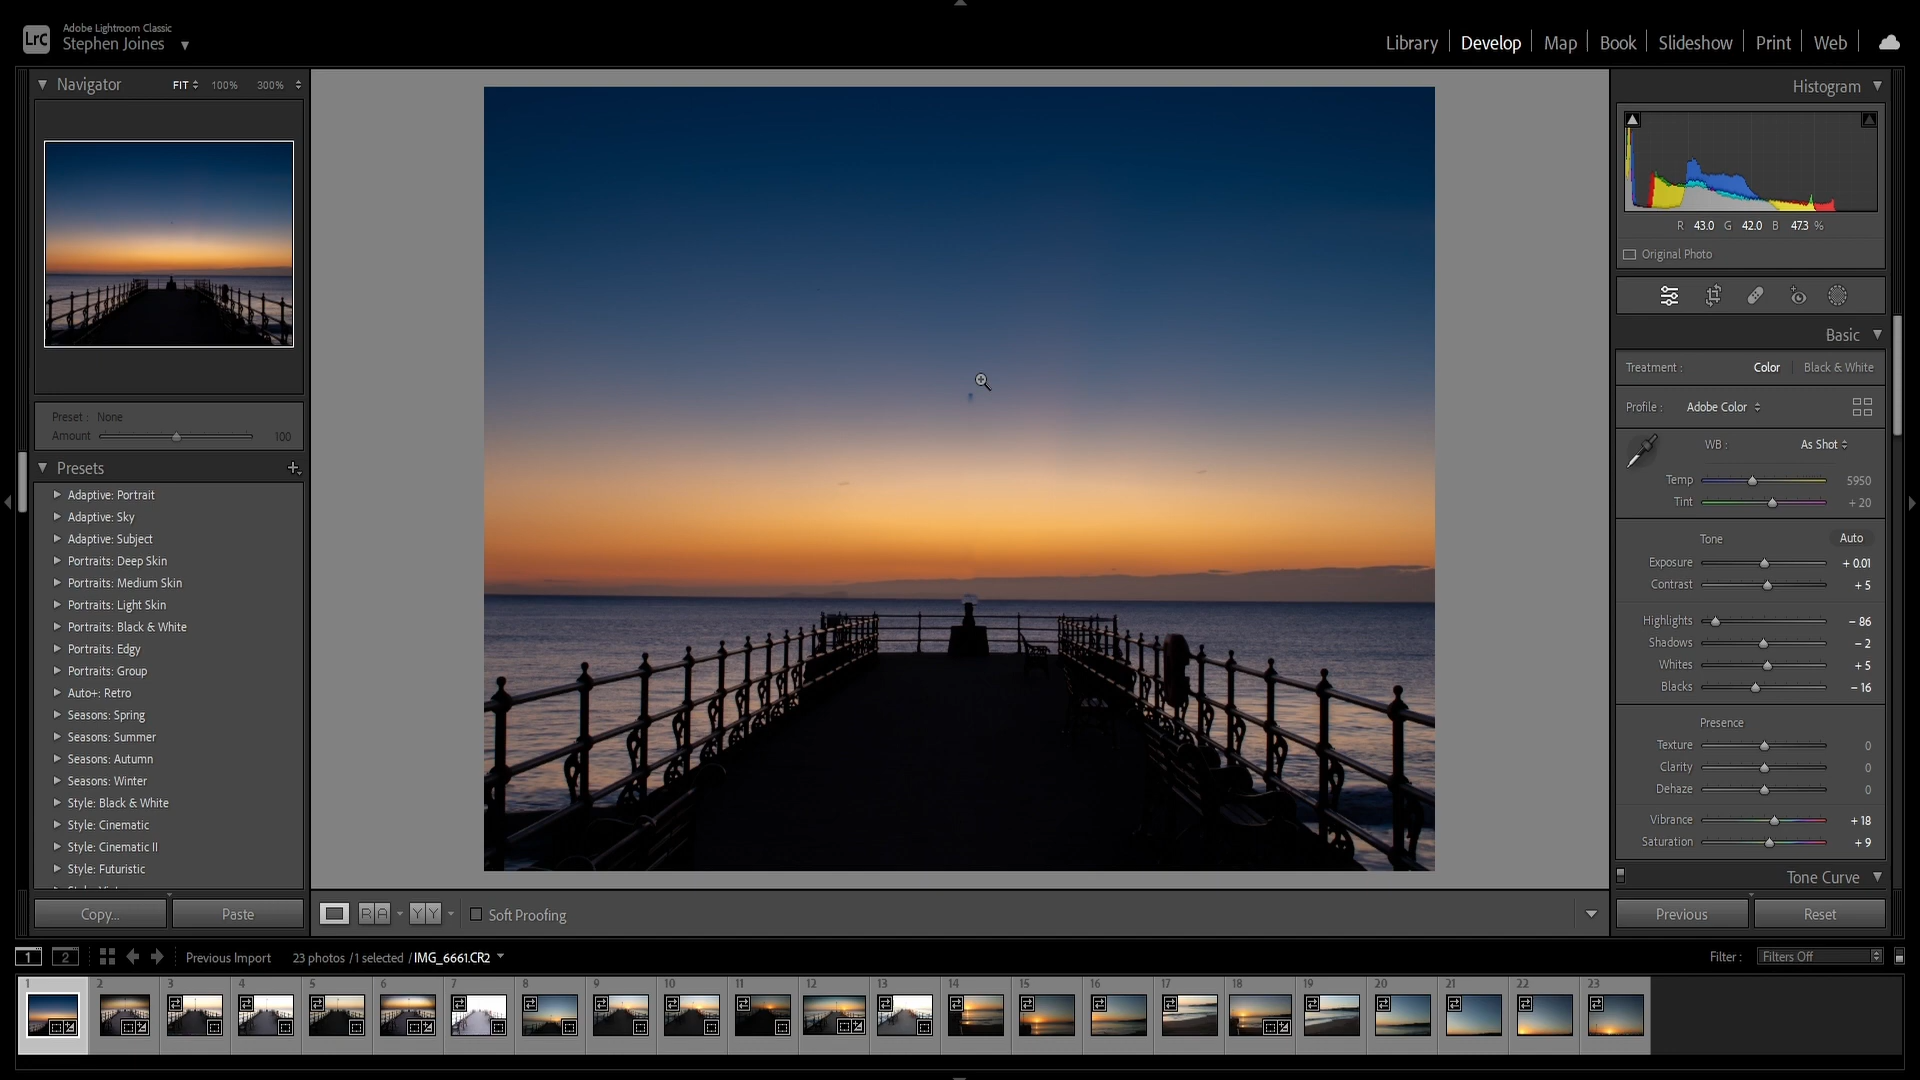 Adobe Lightroom Classic
LrC
Stephen Joines
Library Develop Map Book Slideshow Print Web
Navigator FIT 100% 300%
Preset : None
Amount 100
Presets
Adaptive: Portrait
Adaptive: Sky
Adaptive: Subject
Portraits: Deep Skin
Portraits: Medium Skin
Portraits: Light Skin
Portraits: Black & White
Portraits: Edgy
Portraits: Group
Auto+: Retro
Seasons: Spring
Seasons: Summer
Seasons: Autumn
Seasons: Winter
Style: Black & White
Style: Cinematic
Style: Cinematic II
Style: Futuristic
Copy... Paste
R A Y Y Soft Proofing
Histogram
R 43.0 G 42.0 B 47.3 %
Original Photo
Basic
Treatment : Color Black & White
Profile : Adobe Color
WB : As Shot
Temp 5950
Tint + 20
Tone Auto
Exposure + 0.01
Contrast + 5
Highlights − 86
Shadows − 2
Whites + 5
Blacks − 16
Presence
Texture 0
Clarity 0
Dehaze 0
Vibrance + 18
Saturation + 9
Tone Curve
Previous Reset
1 2 Previous Import 23 photos / 1 selected / IMG_6661.CR2 Filter : Filters Off
1 2 3 4 5 6 7 8 9 10 11 12 13 14 15 16 17 18 19 20 21 22 23